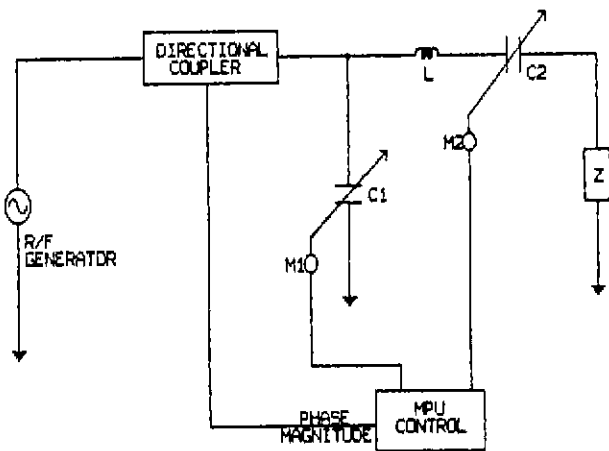 DIRECTIONAL
COUPLER
L
C2
M2
Z
C1
R/F
GENERATOR
M1
MPU
CONTROL
PHASE
MAGNITUDE